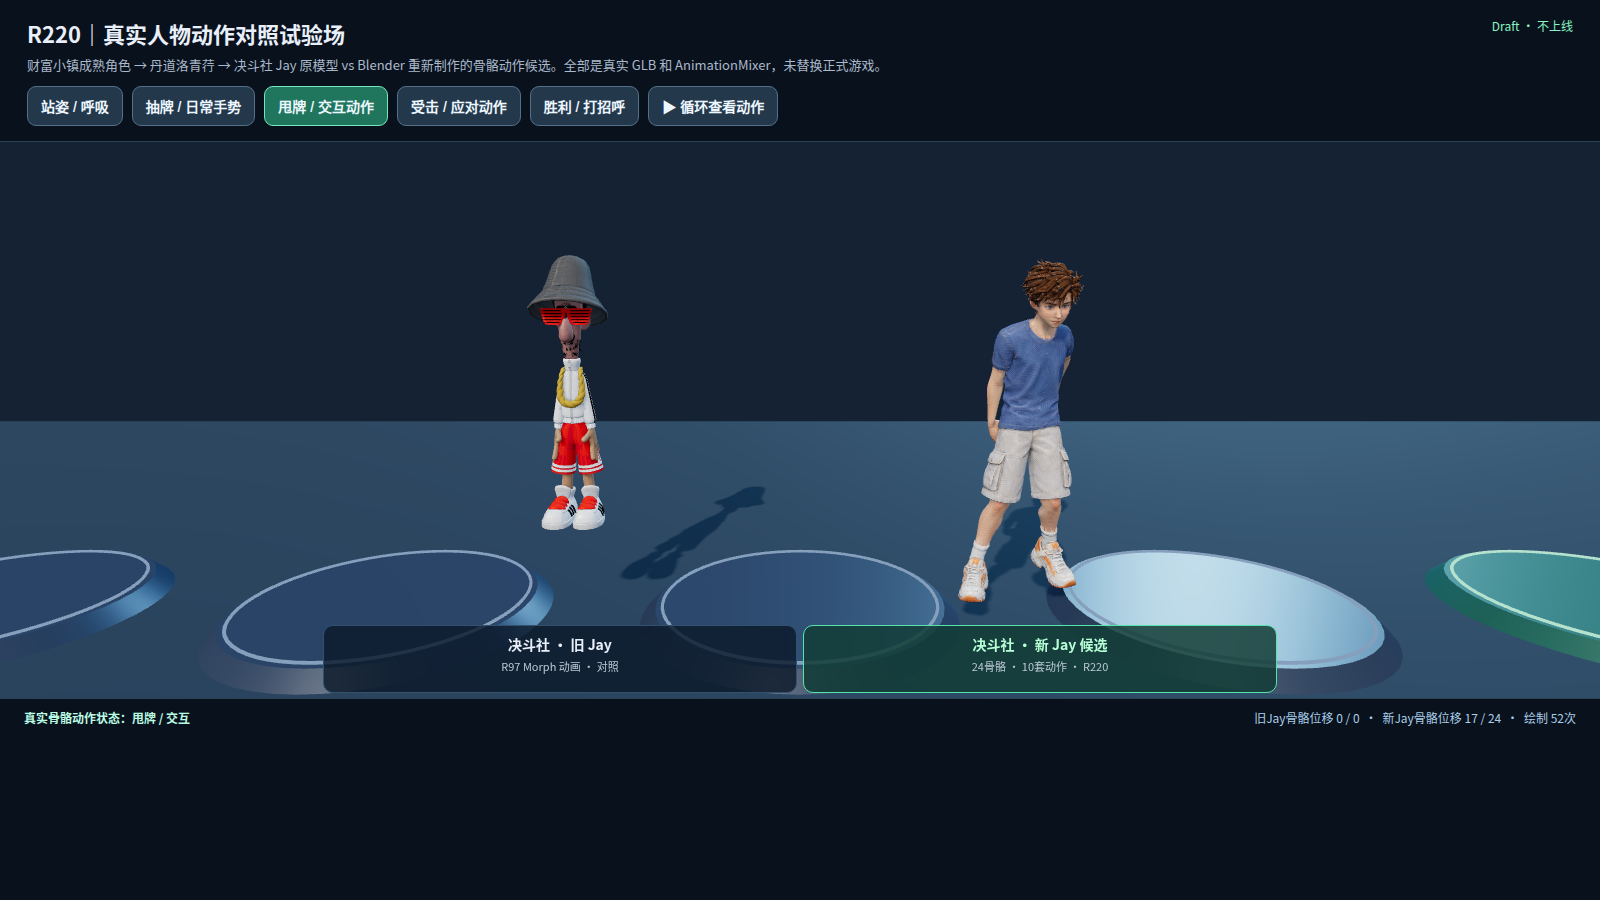 R220｜真实人物动作对照试验场
Draft · 不上线
财富小镇成熟角色 → 丹道洛青荇 → 决斗社 Jay 原模型 vs Blender 重新制作的骨骼动作候选。全部是真实 GLB 和 AnimationMixer，未替换正式游戏。
站姿 / 呼吸
抽牌 / 日常手势
甩牌 / 交互动作
受击 / 应对动作
胜利 / 打招呼
▶ 循环查看动作
决斗社 · 旧 Jay
R97 Morph 动画 · 对照
决斗社 · 新 Jay 候选
24骨骼 · 10套动作 · R220
真实骨骼动作状态：甩牌 / 交互
旧Jay骨骼位移 0 / 0 · 新Jay骨骼位移 17 / 24 · 绘制 52次